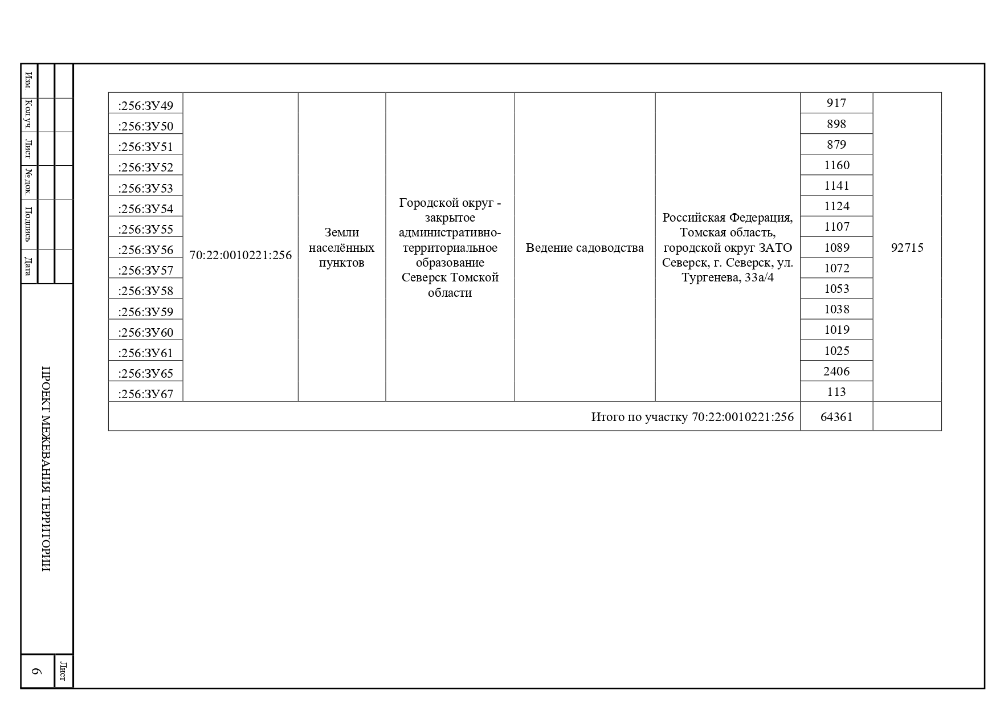 Изм.
Кол.уч.
Лист
№ док.
Подпись
Дата
ПРОЕКТ МЕЖЕВАНИЯ ТЕРРИТОРИИ
Лист
6
:256:ЗУ49
:256:ЗУ50
:256:ЗУ51
:256:ЗУ52
:256:ЗУ53
:256:ЗУ54
:256:ЗУ55
:256:ЗУ56
:256:ЗУ57
:256:ЗУ58
:256:ЗУ59
:256:ЗУ60
:256:ЗУ61
:256:ЗУ65
:256:ЗУ67
70:22:0010221:256
Земли
населённых
пунктов
Городской округ -
закрытое
административно-
территориальное
образование
Северск Томской
области
Ведение садоводства
Российская Федерация,
Томская область,
городской округ ЗАТО
Северск, г. Северск, ул.
Тургенева, 33а/4
917
898
879
1160
1141
1124
1107
1089
1072
1053
1038
1019
1025
2406
113
92715
Итого по участку 70:22:0010221:256
64361